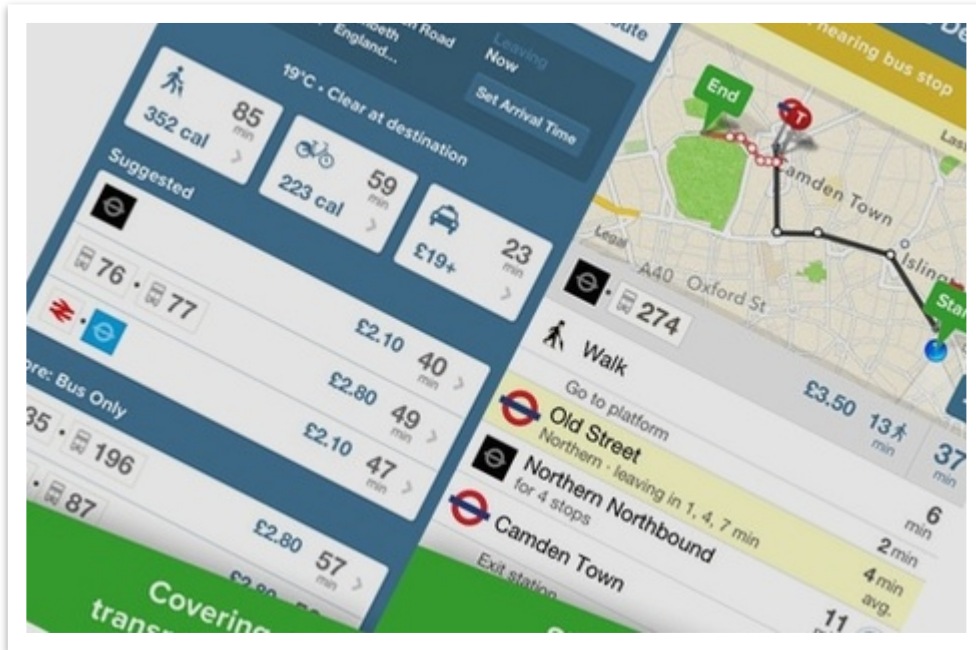 Road
England...
Leaving
Now
Set Arrival Time
19°C • Clear at destination
85
min
352 cal
59
min
223 cal
23
min
£19+
Suggested
£2.10 40
min
76 • 77
£2.80 49
min
£2.10 47
min
Bus Only
35 • 196
£2.80 57
min
87
Covering
hearing bus stop
End
T
Camden Town
Legal
A40 Oxford St
274
£3.50 13 37
min min
Walk
6
min
Go to platform
2 min
Old Street
Northern - leaving in 1, 4, 7 min
4 min
avg.
Northern Northbound
for 4 stops
11
Camden Town
Exit station